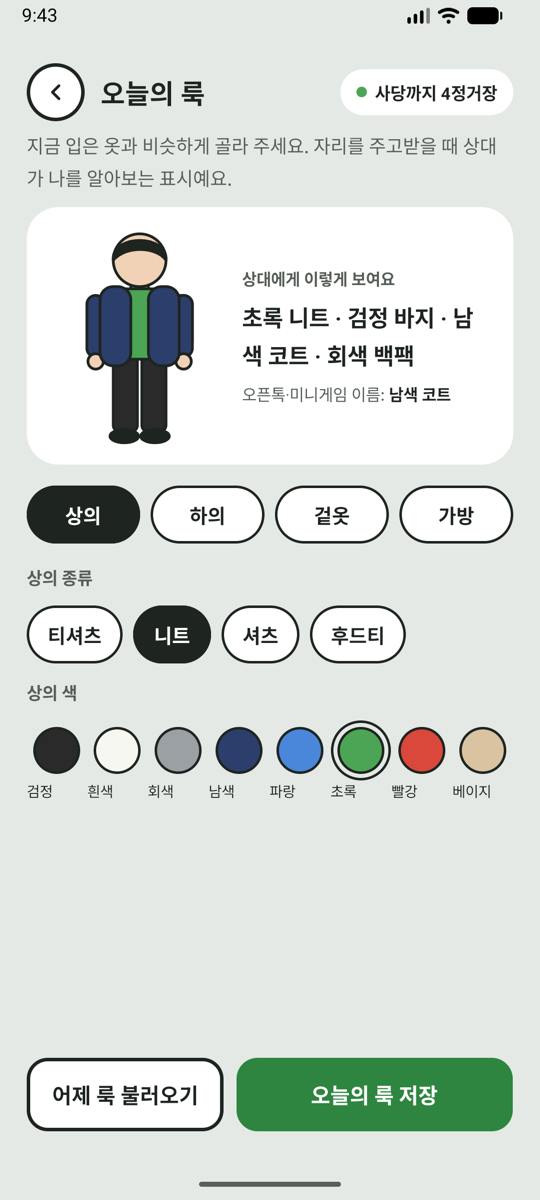 9:43
오늘의 룩
사당까지 4정거장
지금 입은 옷과 비슷하게 골라 주세요. 자리를 주고받을 때 상대
가 나를 알아보는 표시예요.
상대에게 이렇게 보여요
초록 니트 · 검정 바지 · 남
색 코트 · 회색 백팩
오픈톡·미니게임 이름: 남색 코트
상의 하의 겉옷 가방
상의 종류
티셔츠 니트 셔츠 후드티
상의 색
검정 흰색 회색 남색 파랑 초록 빨강 베이지
어제 룩 불러오기 오늘의 룩 저장